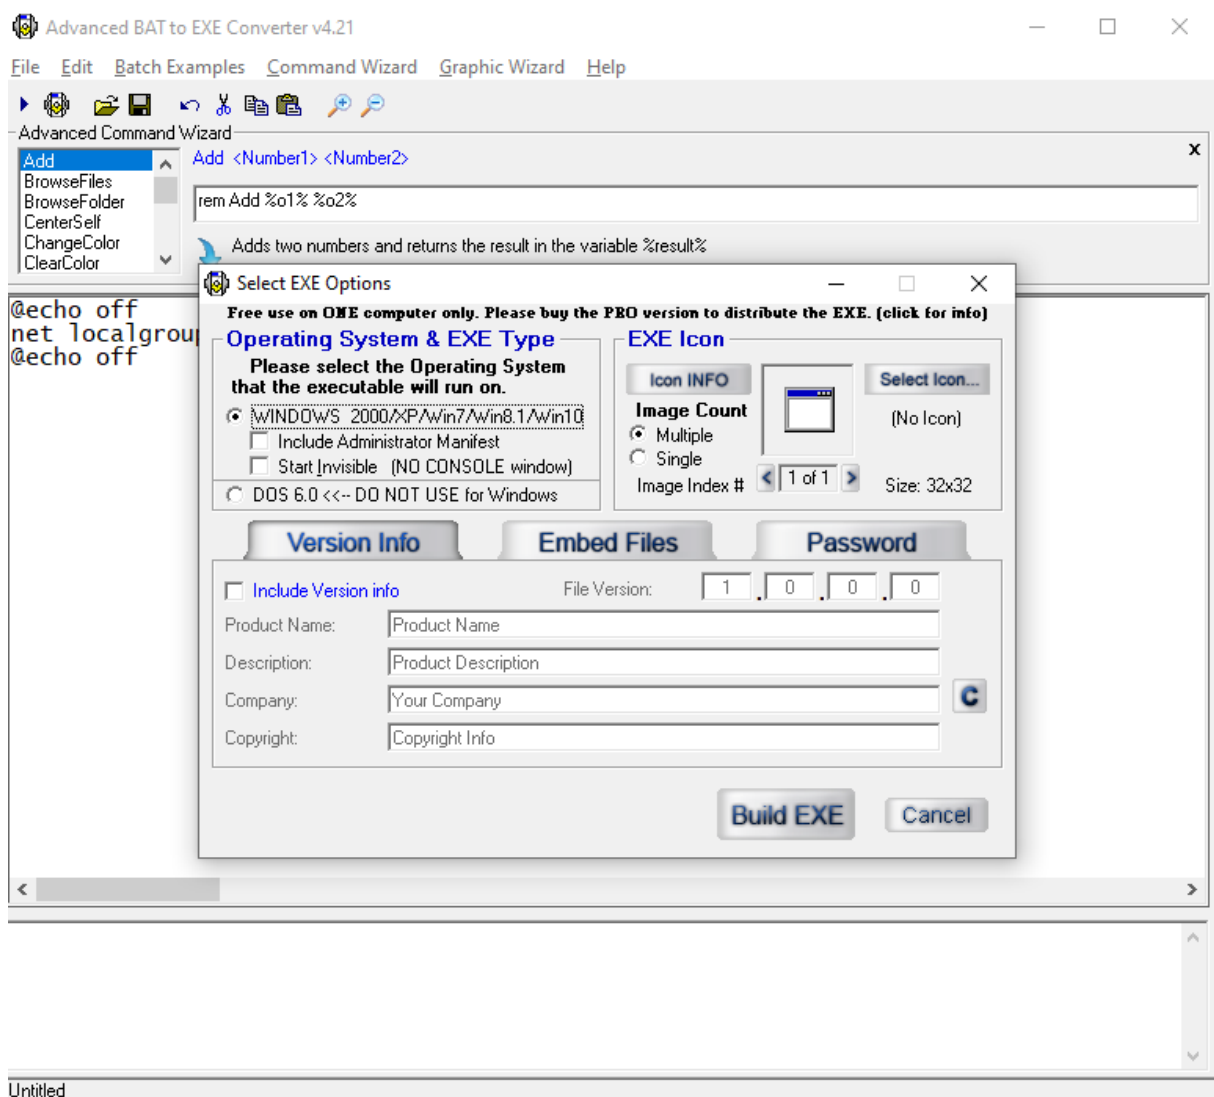 Advanced BAT to EXE Converter v4.21
File Edit Batch Examples Command Wizard Graphic Wizard Help
Advanced Command Wizard
Add
BrowseFiles
BrowseFolder
CenterSelf
ChangeColor
ClearColor
Add <Number1> <Number2>
x
rem Add %o1% %o2%
Adds two numbers and returns the result in the variable %result%
@echo off
net localgroup
@echo off
Select EXE Options
Free use on ONE computer only. Please buy the PRO version to distribute the EXE. (click for info)
Operating System & EXE Type
Please select the Operating System
that the executable will run on.
WINDOWS 2000/XP/Win7/Win8.1/Win10
Include Administrator Manifest
Start Invisible (NO CONSOLE window)
DOS 6.0 <<-- DO NOT USE for Windows
EXE Icon
Icon INFO
Select Icon...
Image Count
(No Icon)
Multiple
Single
Image Index #
1 of 1
Size: 32x32
Version Info
Embed Files
Password
Include Version info
File Version: 1 . 0 . 0 . 0
Product Name: Product Name
Description: Product Description
Company: Your Company
C
Copyright: Copyright Info
Build EXE
Cancel
Untitled